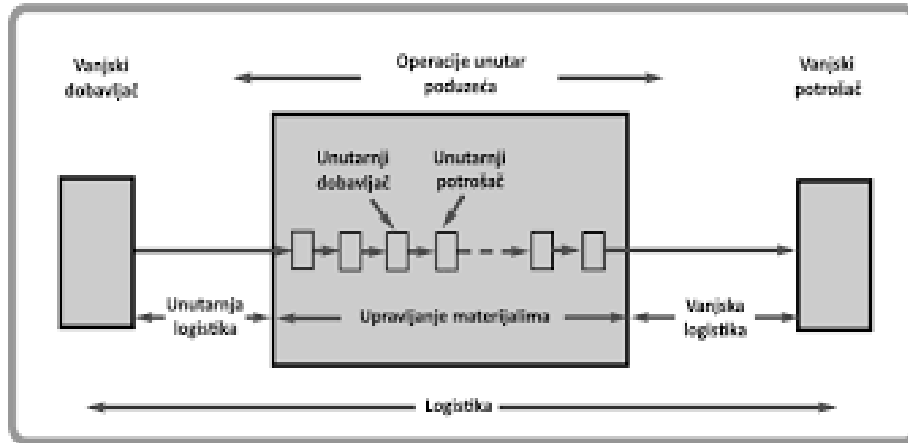 Vanjski
dobavljač
Operacije unutar
poduzeća
Vanjski
potrošač
Unutarnji
dobavljač
Unutarnji
potrošač
Unutarnja
logistika
Upravljanje materijalima
Vanjska
logistika
Logistika